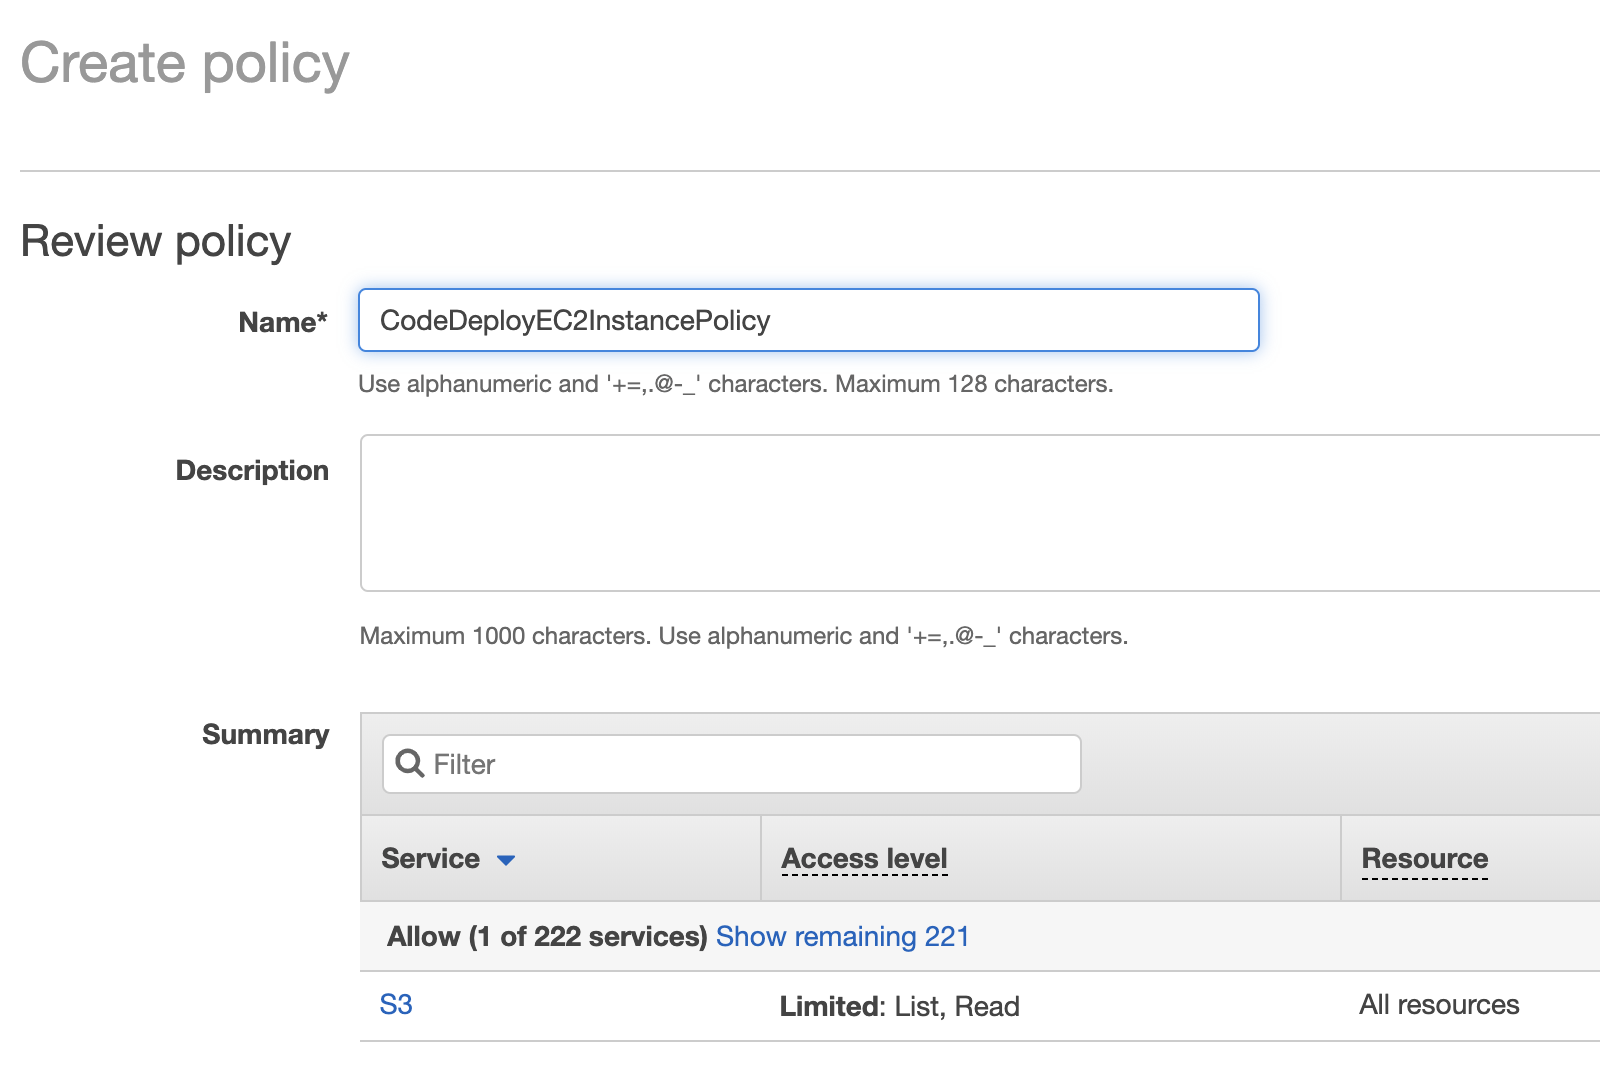 Create policy
Review policy
Name*
CodeDeployEC2InstancePolicy
Use alphanumeric and '+=,.@-_' characters. Maximum 128 characters.
Description
Maximum 1000 characters. Use alphanumeric and '+=,.@-_' characters.
Summary
Filter
Service Access level Resource
Allow (1 of 222 services) Show remaining 221
S3 Limited: List, Read All resources